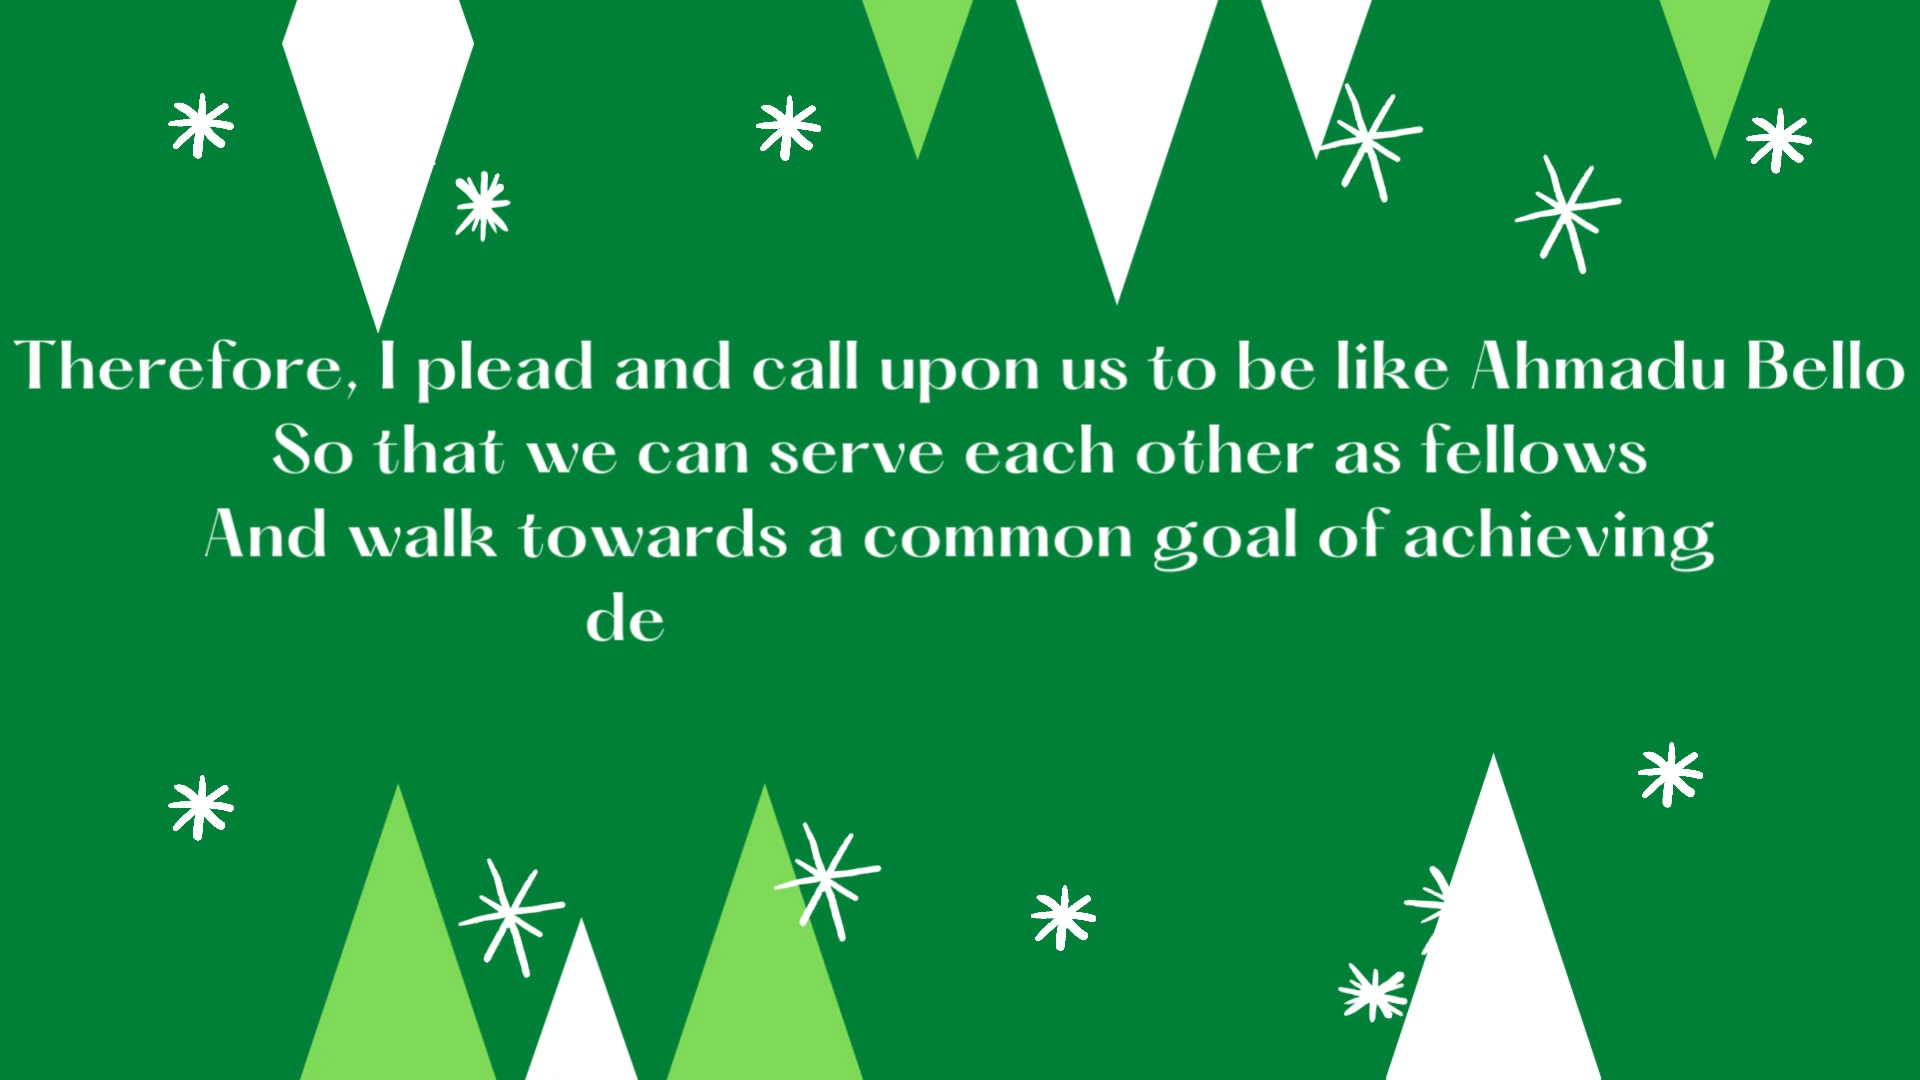 Therefore, I plead and call upon us to be like Ahmadu Bello
So that we can serve each other as fellows
And walk towards a common goal of achieving
de